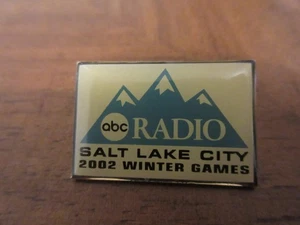 abc RADIO
SALT LAKE CITY
2002 WINTER GAMES